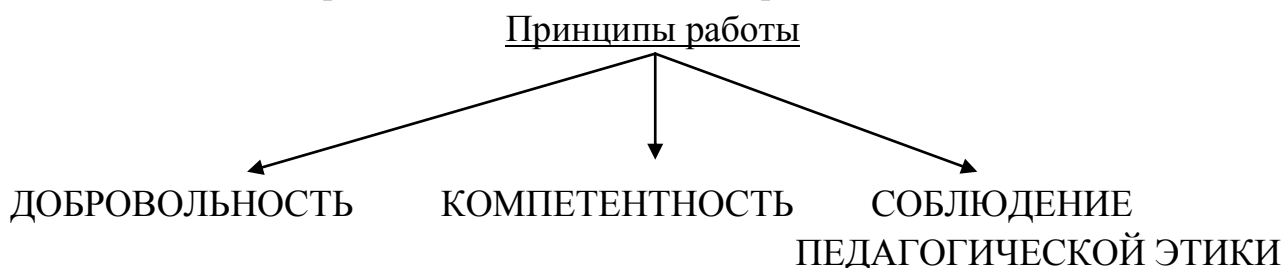 Принципы работы
ДОБРОВОЛЬНОСТЬ КОМПЕТЕНТНОСТЬ СОБЛЮДЕНИЕ
ПЕДАГОГИЧЕСКОЙ ЭТИКИ